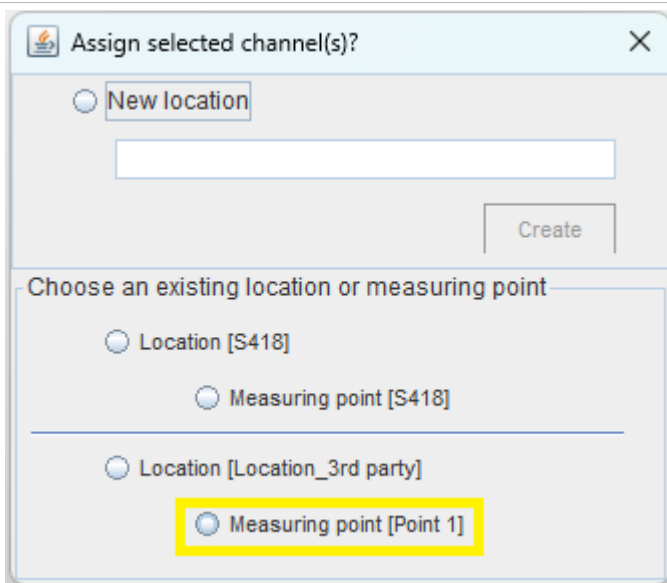 Assign selected channel(s)?
New location
Create
Choose an existing location or measuring point
Location [S418]
Measuring point [S418]
Location [Location_3rd party]
Measuring point [Point 1]